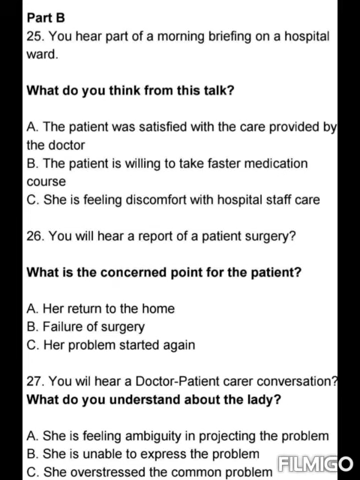 Part B
25. You hear part of a morning briefing on a hospital
ward.
What do you think from this talk?
A. The patient was satisfied with the care provided by
the doctor
B. The patient is willing to take faster medication
course
C. She is feeling discomfort with hospital staff care
26. You will hear a report of a patient surgery?
What is the concerned point for the patient?
A. Her return to the home
B. Failure of surgery
C. Her problem started again
27. You wil hear a Doctor-Patient carer conversation?
What do you understand about the lady?
A. She is feeling ambiguity in projecting the problem
B. She is unable to express the problem
C. She overstressed the common problem
FILMIGO